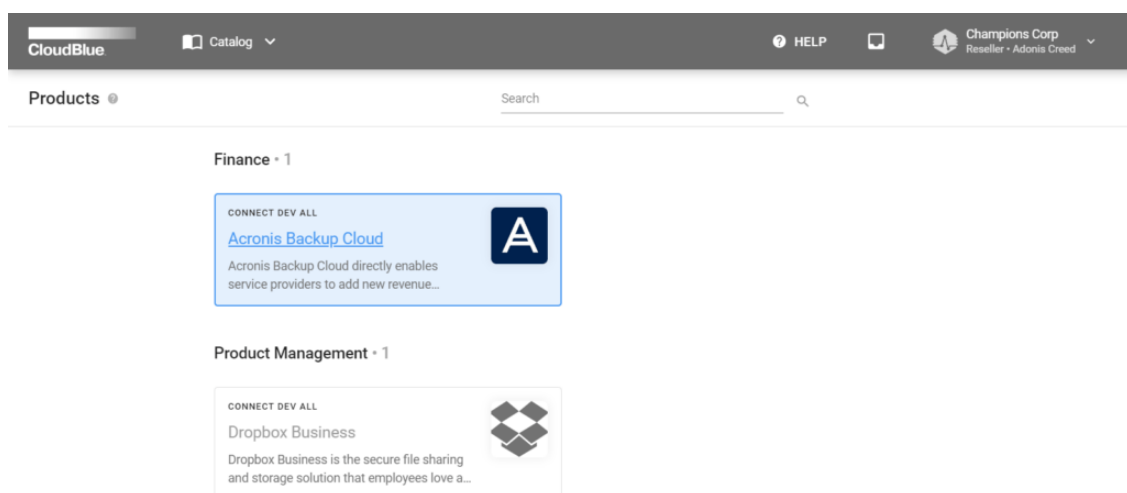 CloudBlue
Catalog
HELP
Champions Corp
Reseller • Adonis Creed
Products
Search
Finance • 1
CONNECT DEV ALL
Acronis Backup Cloud
Acronis Backup Cloud directly enables
service providers to add new revenue...
A
Product Management • 1
CONNECT DEV ALL
Dropbox Business
Dropbox Business is the secure file sharing
and storage solution that employees love a...